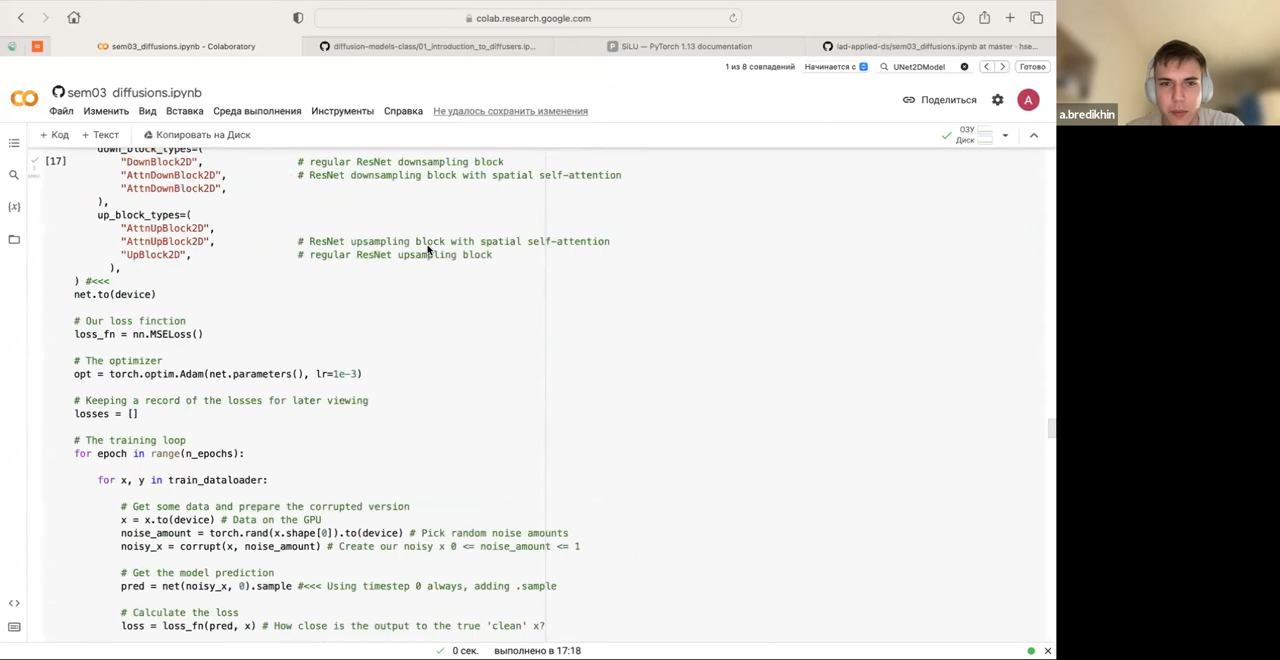 colab.research.google.com
sem03_diffusions.ipynb - Colaboratory
diffusion-models-class/01_introduction_to_diffusers.ip...
SiLU — PyTorch 1.13 documentation
iad-applied-ds/sem03_diffusions.ipynb at master · hse...
1 из 8 совпадений
Начинается с
UNet2DModel
Готово
sem03_diffusions.ipynb
Файл Изменить Вид Вставка Среда выполнения Инструменты Справка Не удалось сохранить изменения
Поделиться
A
a.bredikhin
+ Код + Текст Копировать на Диск
ОЗУ
Диск
[17]
down_block_types=(
"DownBlock2D", # regular ResNet downsampling block
"AttnDownBlock2D", # ResNet downsampling block with spatial self-attention
"AttnDownBlock2D",
),
up_block_types=(
"AttnUpBlock2D",
"AttnUpBlock2D", # ResNet upsampling block with spatial self-attention
"UpBlock2D", # regular ResNet upsampling block
),
) #<<<
net.to(device)
# Our loss finction
loss_fn = nn.MSELoss()
# The optimizer
opt = torch.optim.Adam(net.parameters(), lr=1e-3)
# Keeping a record of the losses for later viewing
losses = []
# The training loop
for epoch in range(n_epochs):
for x, y in train_dataloader:
# Get some data and prepare the corrupted version
x = x.to(device) # Data on the GPU
noise_amount = torch.rand(x.shape[0]).to(device) # Pick random noise amounts
noisy_x = corrupt(x, noise_amount) # Create our noisy x 0 <= noise_amount <= 1
# Get the model prediction
pred = net(noisy_x, 0).sample #<<< Using timestep 0 always, adding .sample
# Calculate the loss
loss = loss_fn(pred, x) # How close is the output to the true 'clean' x?
0 сек. выполнено в 17:18